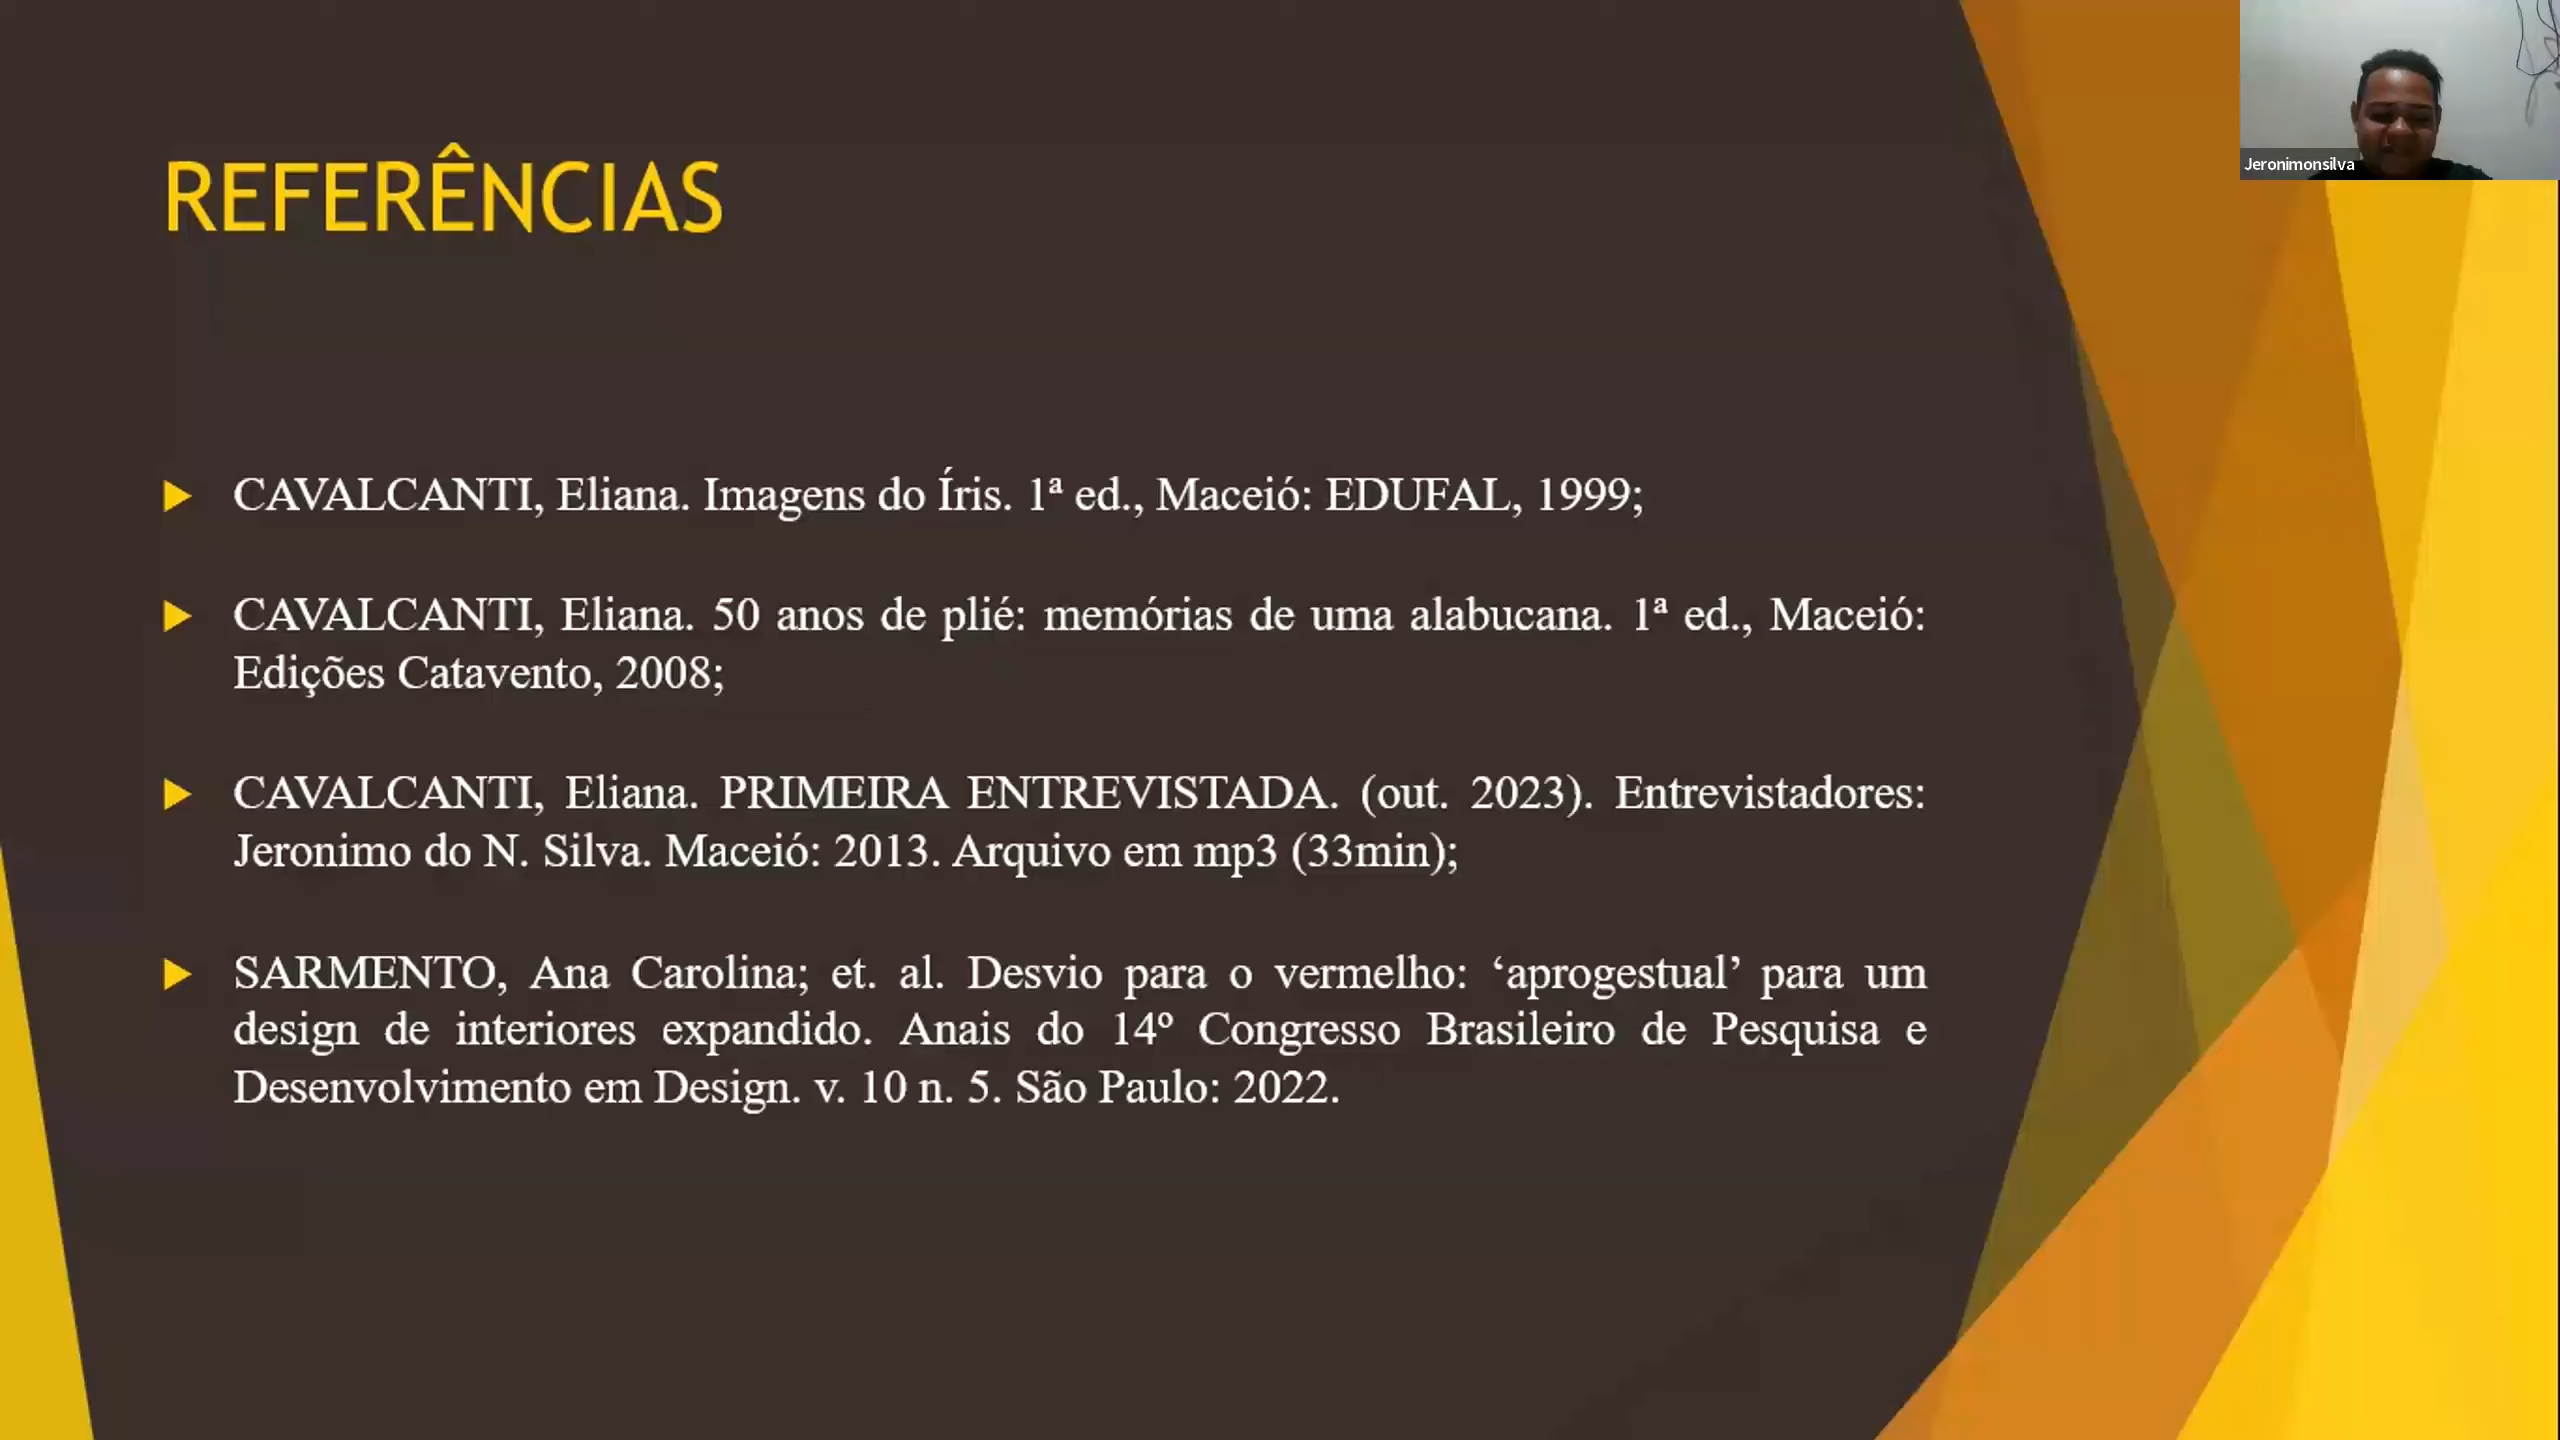 Jeronimonsilva
REFERÊNCIAS
CAVALCANTI, Eliana. Imagens do Íris. 1ª ed., Maceió: EDUFAL, 1999;
CAVALCANTI, Eliana. 50 anos de plié: memórias de uma alabucana. 1ª ed., Maceió:
Edições Catavento, 2008;
CAVALCANTI, Eliana. PRIMEIRA ENTREVISTADA. (out. 2023). Entrevistadores:
Jeronimo do N. Silva. Maceió: 2013. Arquivo em mp3 (33min);
SARMENTO, Ana Carolina; et. al. Desvio para o vermelho: ‘aprogestual’ para um
design de interiores expandido. Anais do 14º Congresso Brasileiro de Pesquisa e
Desenvolvimento em Design. v. 10 n. 5. São Paulo: 2022.